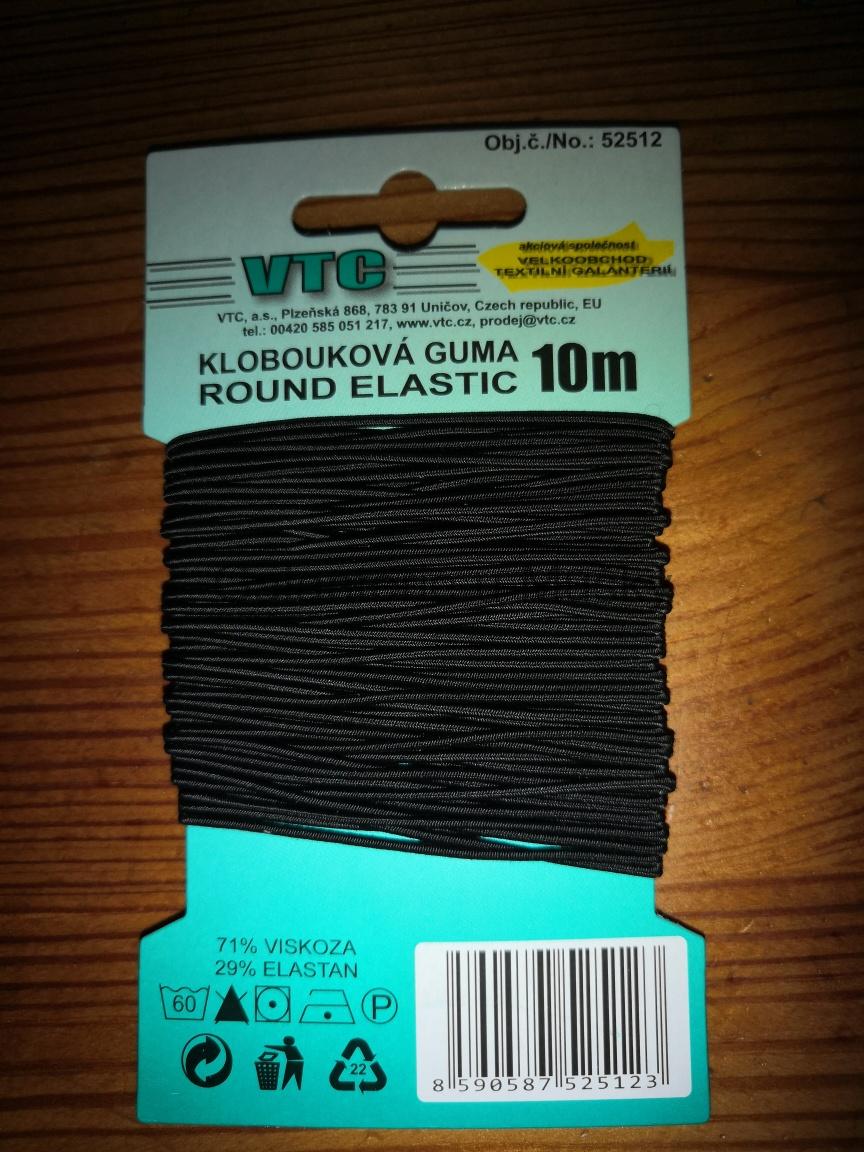 Obj.č./No.: 52512
VTC
akciová společnost
VELKOOBCHOD
TEXTILNÍ GALANTERIÍ
VTC, a.s., Plzeňská 868, 783 91 Uničov, Czech republic, EU
tel.: 00420 585 051 217, www.vtc.cz, prodej@vtc.cz
KLOBOUKOVÁ GUMA 10m
ROUND ELASTIC
71% VISKOZA
29% ELASTAN
60
P
22
8 590587 525123